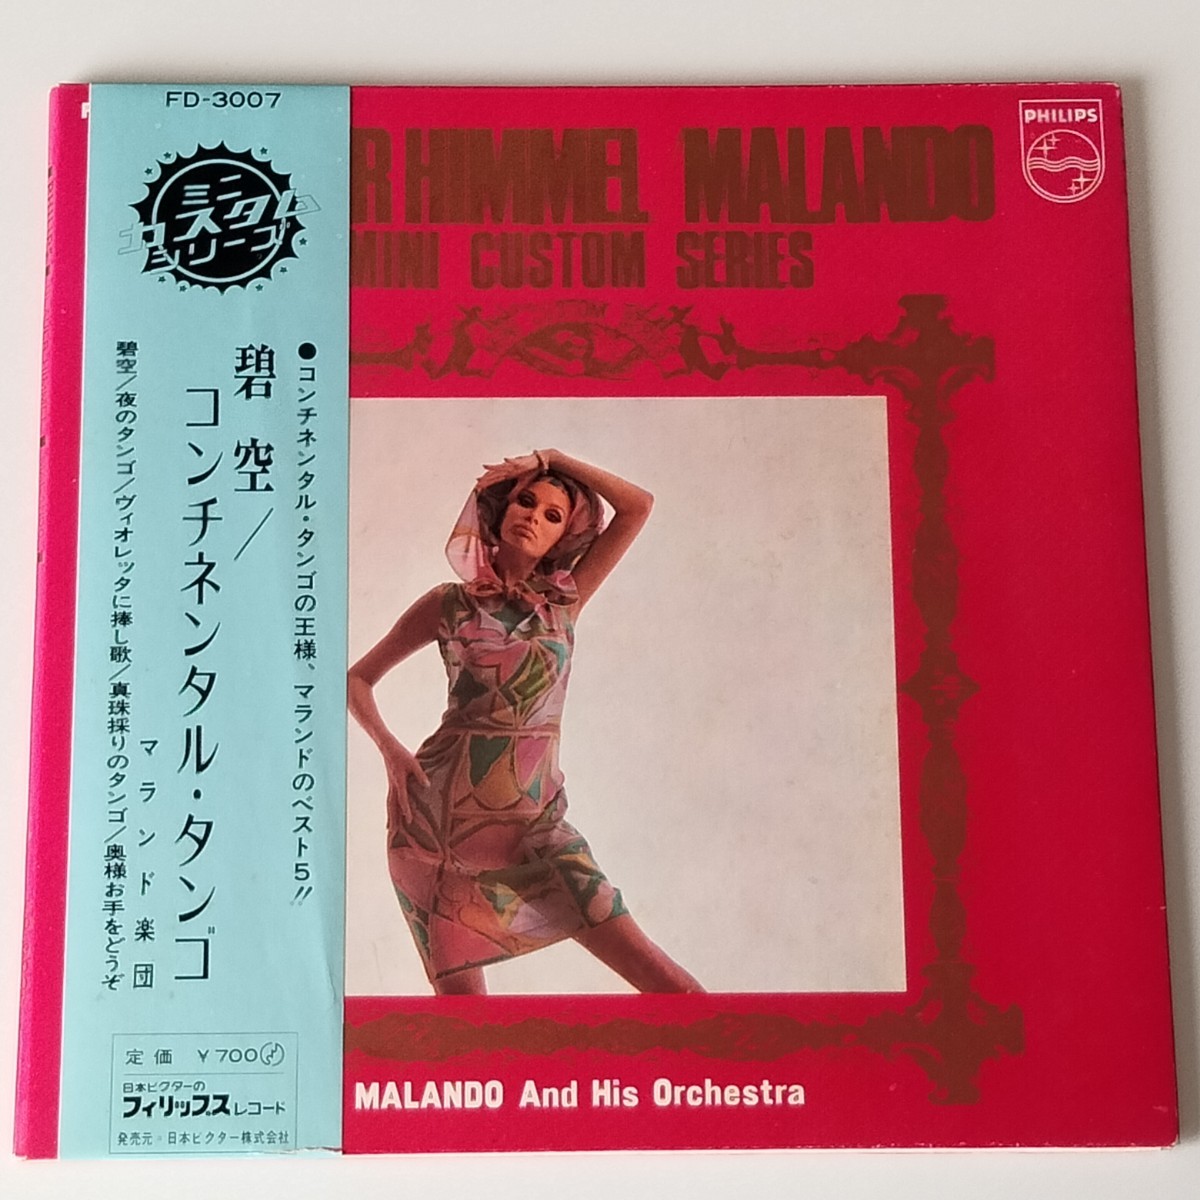 FD-3007
ミニ
カスタム
シリーズ
●コンチネンタル・タンゴの王様、マランドのベスト5!!
碧空/
コンチネンタル・タンゴ
マランド楽団
碧空/夜のタンゴ/ヴィオレッタに捧し歌/真珠採りのタンゴ/奥様お手をどうぞ
定価 ¥700
日本ビクターの
フィリップスレコード
発売元・日本ビクター株式会社
R HIMMEL MALANDO
MINI CUSTOM SERIES
PHILIPS
MALANDO And His Orchestra